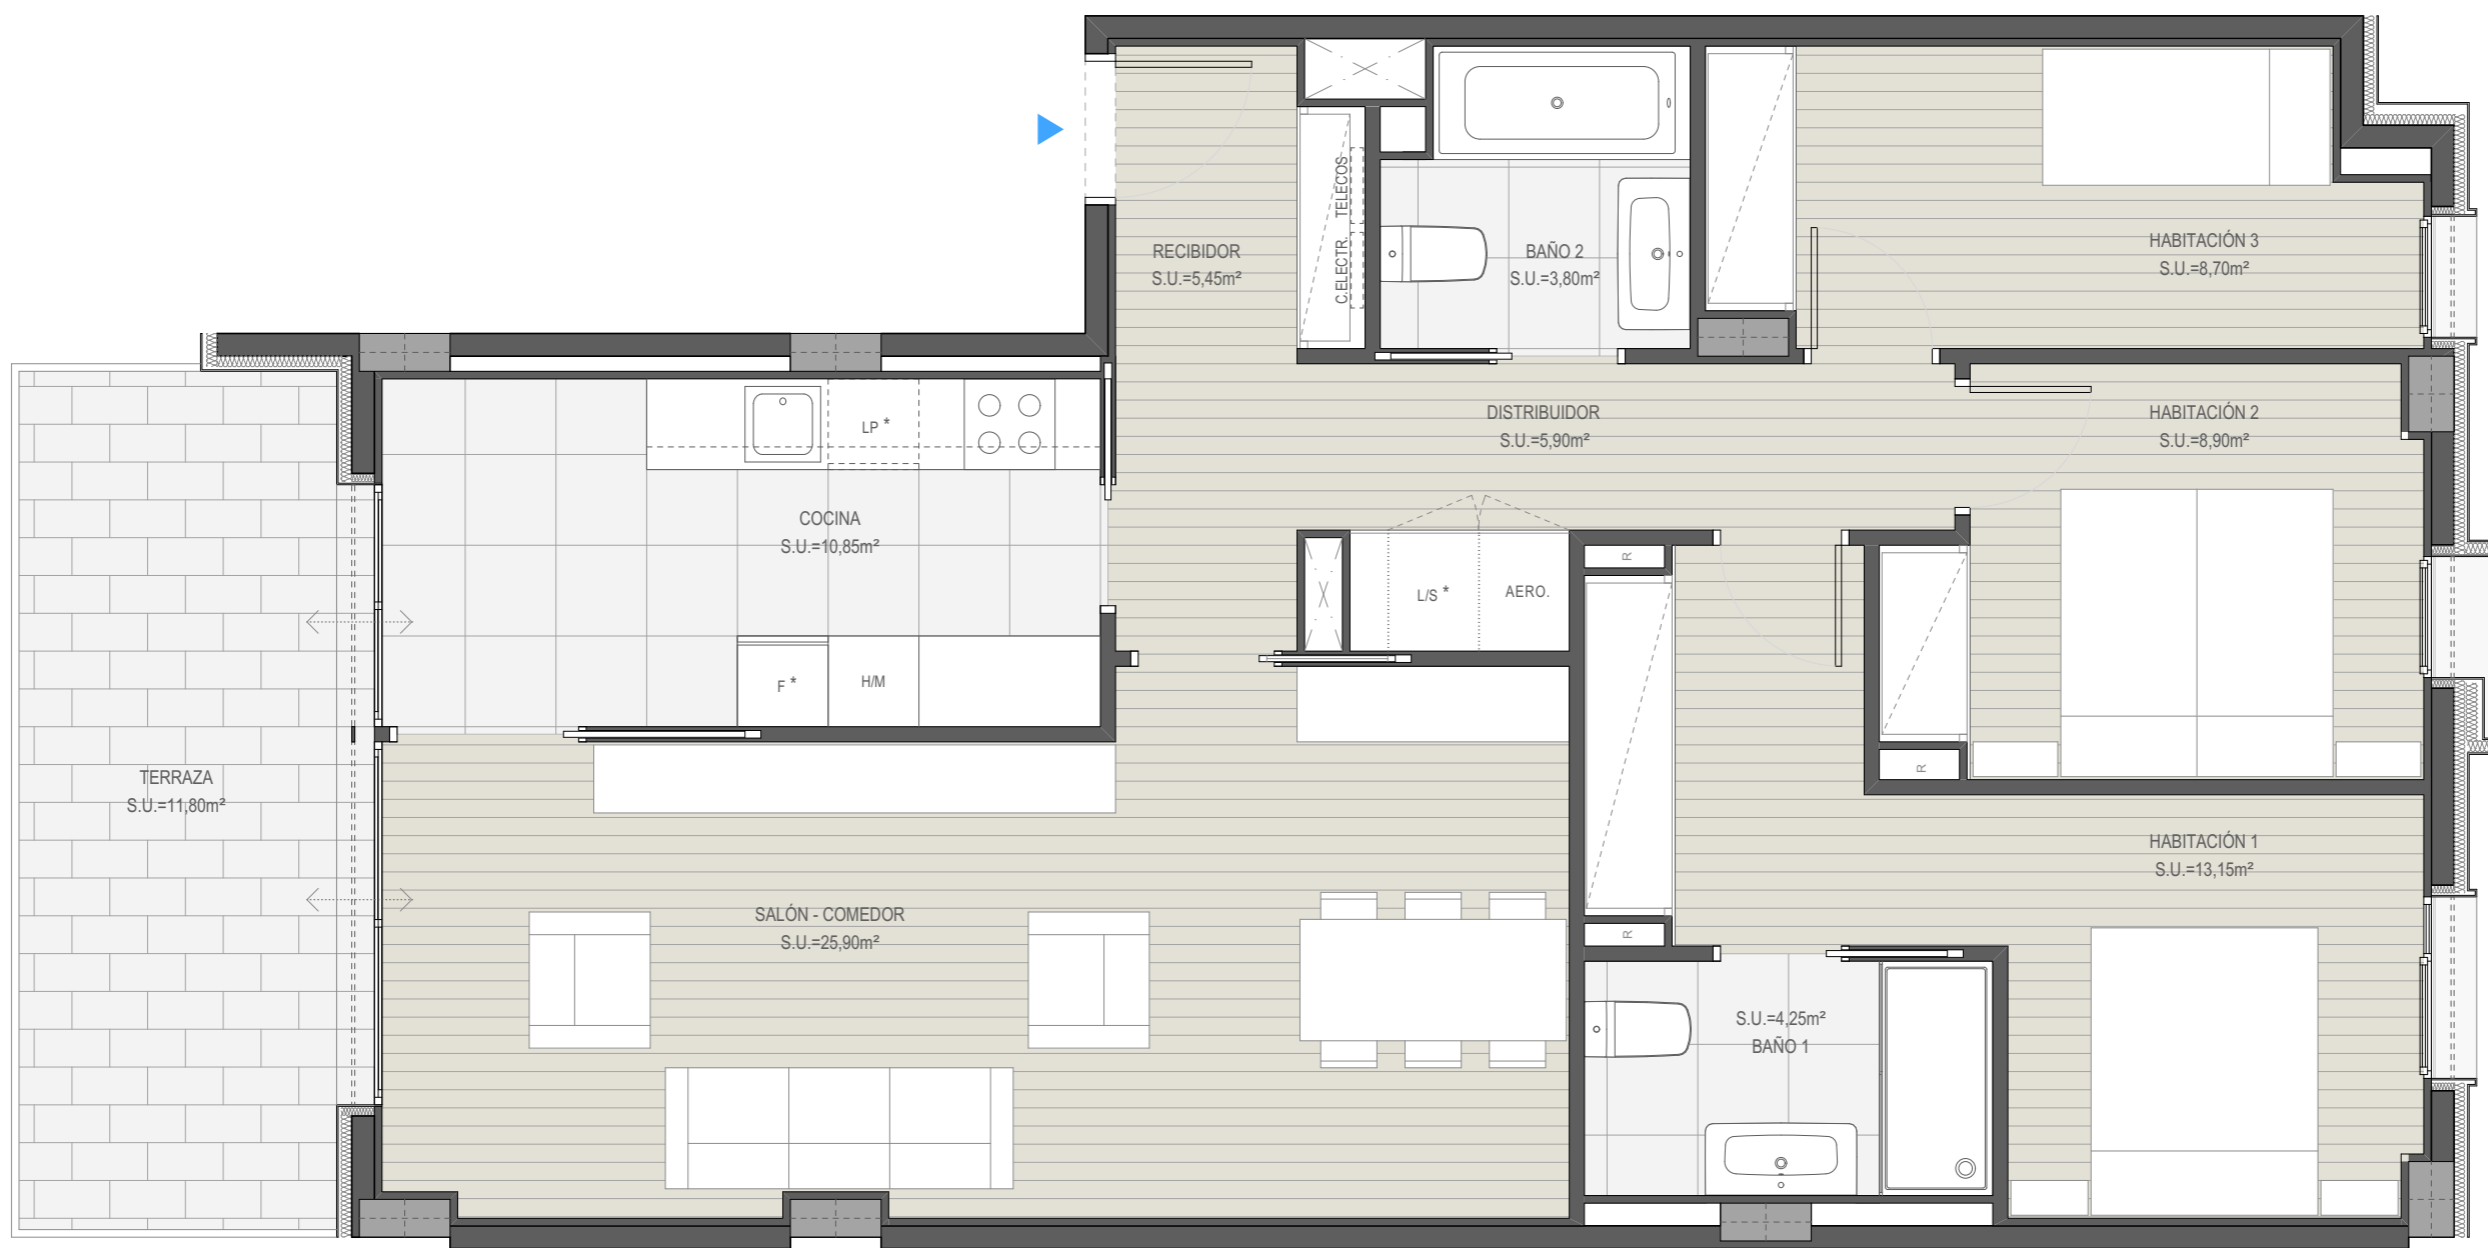 RECIBIDOR
S.U.=5,45m²
C.ELECTR.
TELECOS
BAÑO 2
S.U.=3,80m²
HABITACIÓN 3
S.U.=8,70m²
DISTRIBUIDOR
S.U.=5,90m²
HABITACIÓN 2
S.U.=8,90m²
LP *
COCINA
S.U.=10,85m²
F *
H/M
L/S *
AERO.
R
R
R
TERRAZA
S.U.=11,80m²
SALÓN - COMEDOR
S.U.=25,90m²
HABITACIÓN 1
S.U.=13,15m²
S.U.=4,25m²
BAÑO 1